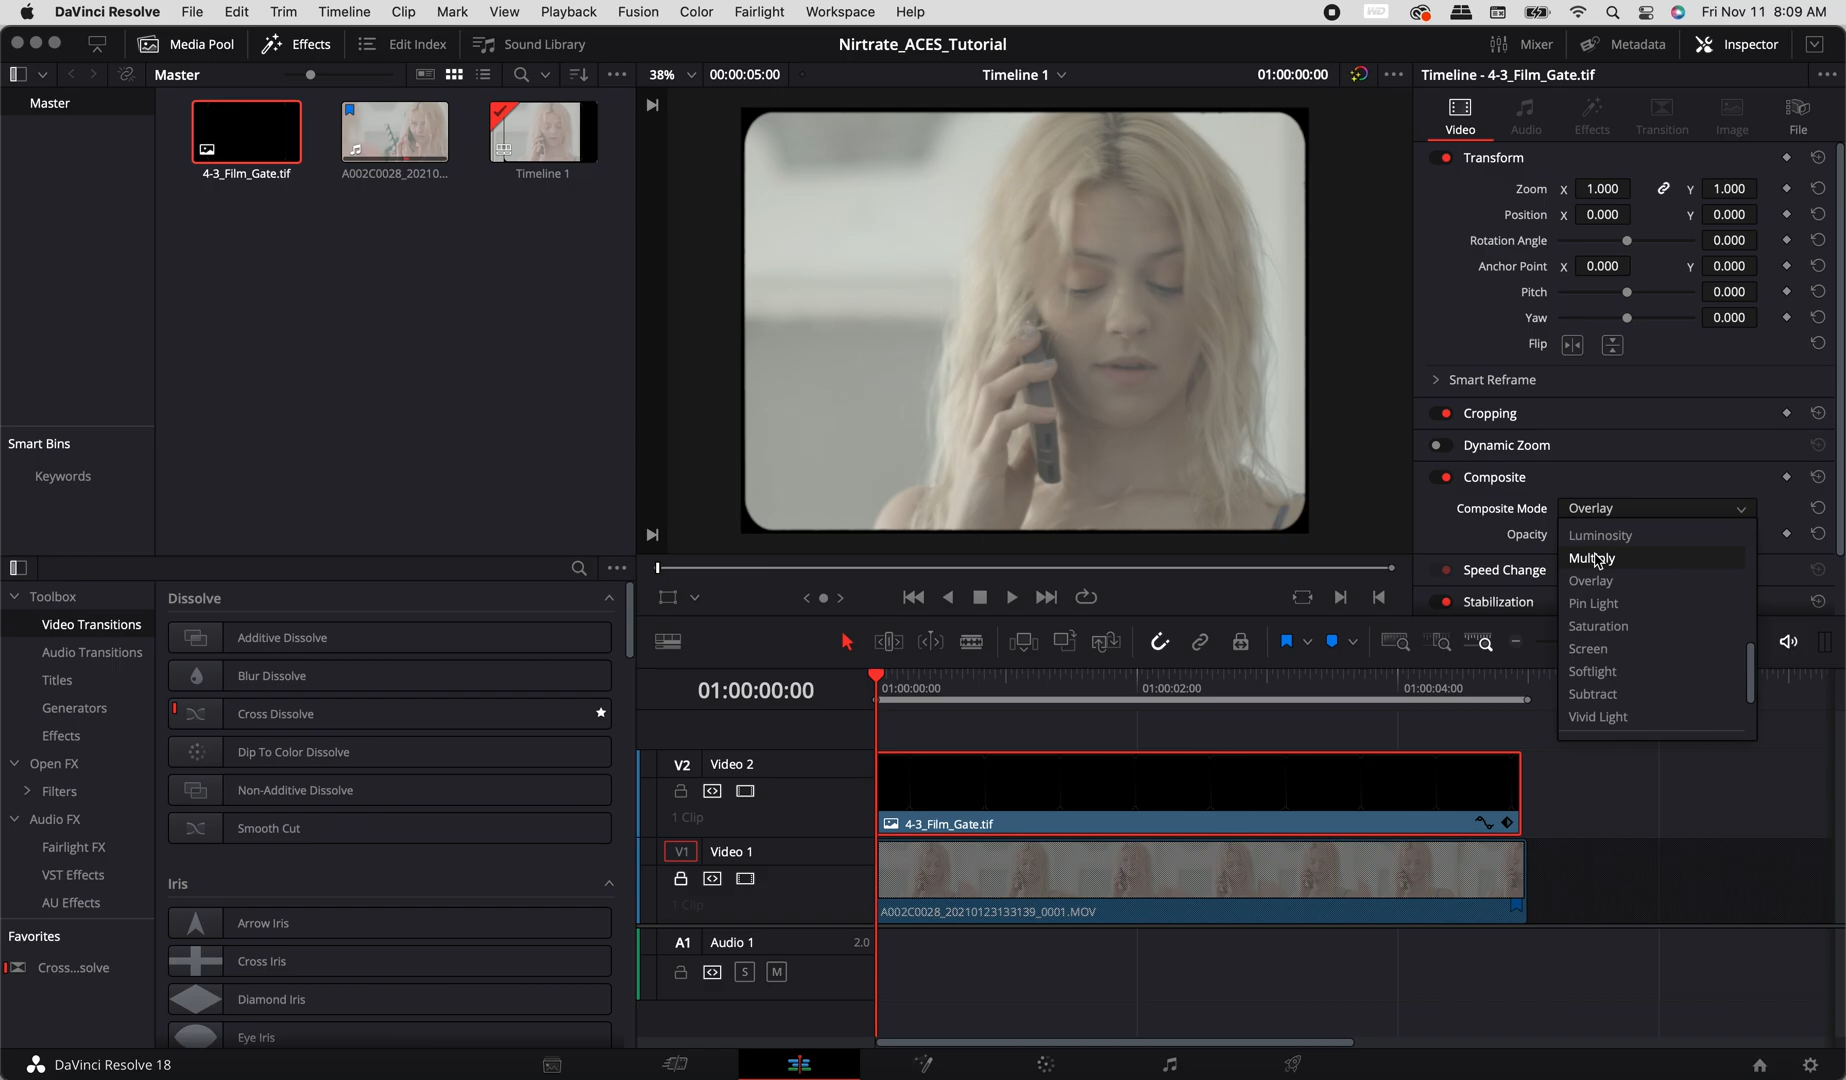 DaVinci Resolve File Edit Trim Timeline Clip Mark View Playback Fusion Color Fairlight Workspace Help Fri Nov 11 8:09 AM
Media Pool Effects Edit Index Sound Library Nirtrate_ACES_Tutorial Mixer Metadata Inspector
Master 38% 00:00:05:00 Timeline 1 01:00:00:00 Timeline - 4-3_Film_Gate.tif
Master
4-3_Film_Gate.tif A002C0028_20210... Timeline 1
Smart Bins
Keywords
Video Audio Effects Transition Image File
Transform
Zoom X 1.000 Y 1.000
Position X 0.000 Y 0.000
Rotation Angle 0.000
Anchor Point X 0.000 Y 0.000
Pitch 0.000
Yaw 0.000
Flip
Smart Reframe
Cropping
Dynamic Zoom
Composite
Composite Mode Overlay
Opacity
Speed Change
Stabilization
Luminosity
Multiply
Overlay
Pin Light
Saturation
Screen
Softlight
Subtract
Vivid Light
Toolbox
Video Transitions
Audio Transitions
Titles
Generators
Effects
Open FX
Filters
Audio FX
Fairlight FX
VST Effects
AU Effects
Favorites
Cross...solve
Dissolve
Additive Dissolve
Blur Dissolve
Cross Dissolve
Dip To Color Dissolve
Non-Additive Dissolve
Smooth Cut
Iris
Arrow Iris
Cross Iris
Diamond Iris
Eye Iris
01:00:00:00 01:00:00:00 01:00:02:00 01:00:04:00
V2 Video 2
1 Clip
4-3_Film_Gate.tif
V1 Video 1
1 Clip
A002C0028_20210123133139_0001.MOV
A1 Audio 1 2.0
S M
DaVinci Resolve 18